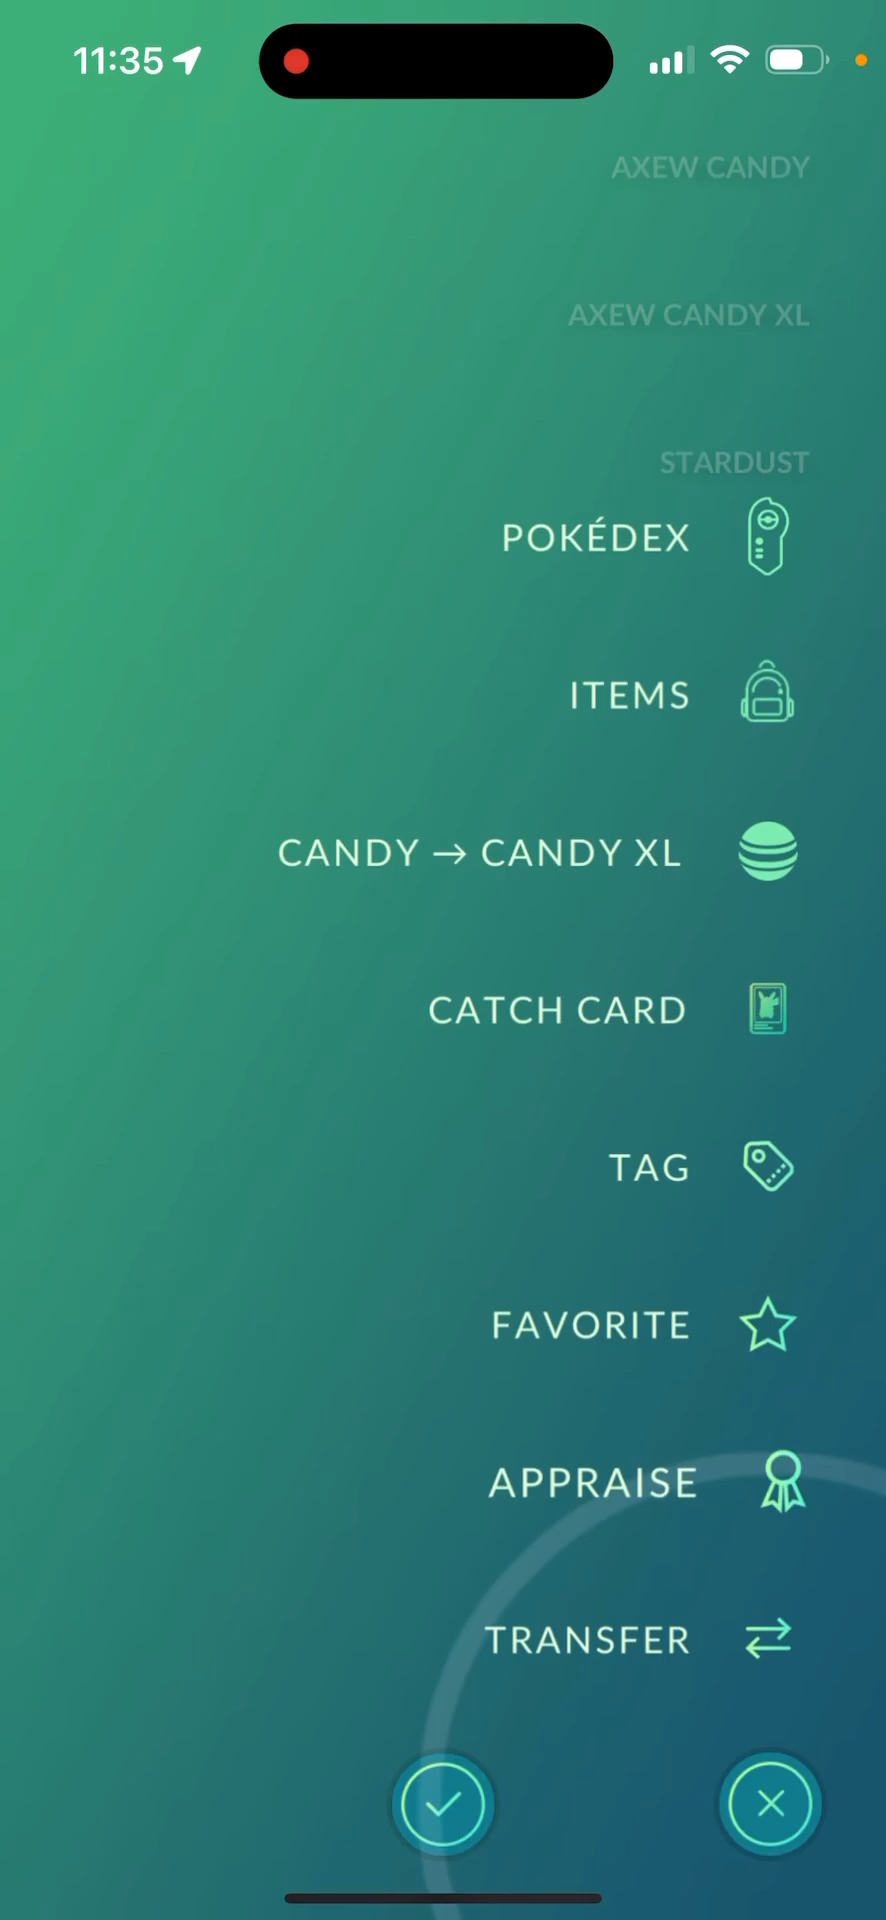 11:35
AXEW CANDY
AXEW CANDY XL
STARDUST
POKÉDEX
ITEMS
CANDY → CANDY XL
CATCH CARD
TAG
FAVORITE
APPRAISE
TRANSFER